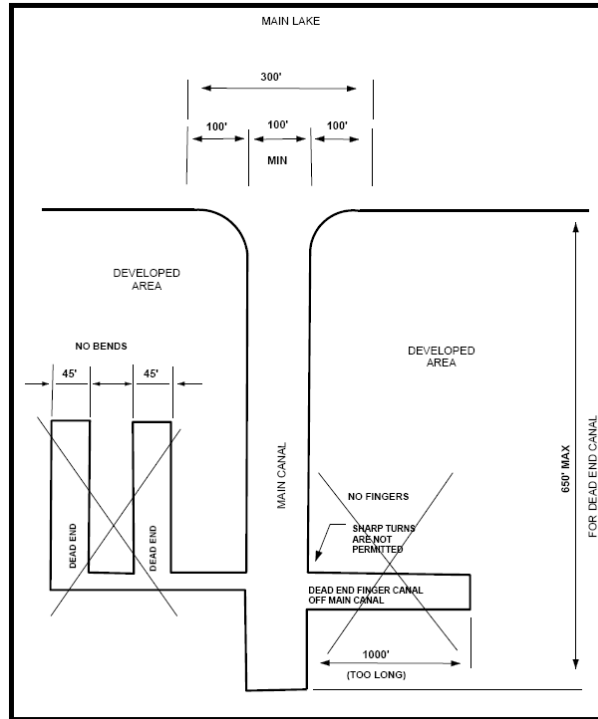 MAIN LAKE
300'
100'
100'
100'
MIN
DEVELOPED
AREA
NO BENDS
45'
45'
DEVELOPED
AREA
MAIN CANAL
650' MAX
FOR DEAD END CANAL
NO FINGERS
SHARP TURNS
ARE NOT
PERMITTED
DEAD END
DEAD END
DEAD END FINGER CANAL
OFF MAIN CANAL
1000'
(TOO LONG)